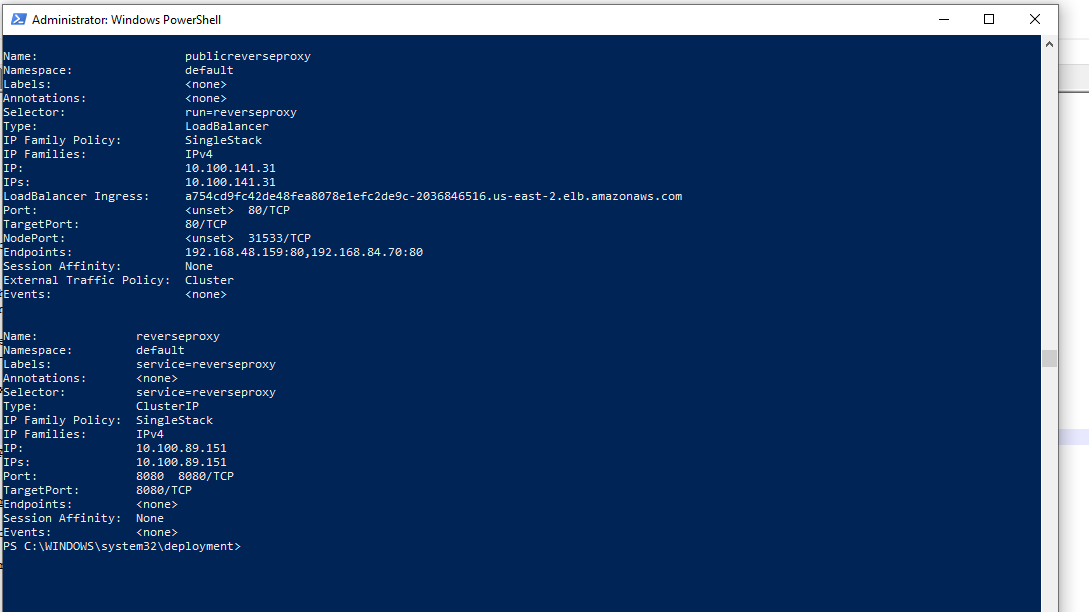 Administrator: Windows PowerShell
Name: publicreverseproxy
Namespace: default
Labels: <none>
Annotations: <none>
Selector: run=reverseproxy
Type: LoadBalancer
IP Family Policy: SingleStack
IP Families: IPv4
IP: 10.100.141.31
IPs: 10.100.141.31
LoadBalancer Ingress: a754cd9fc42de48fea8078e1efc2de9c-2036846516.us-east-2.elb.amazonaws.com
Port: <unset> 80/TCP
TargetPort: 80/TCP
NodePort: <unset> 31533/TCP
Endpoints: 192.168.48.159:80,192.168.84.70:80
Session Affinity: None
External Traffic Policy: Cluster
Events: <none>
Name: reverseproxy
Namespace: default
Labels: service=reverseproxy
Annotations: <none>
Selector: service=reverseproxy
Type: ClusterIP
IP Family Policy: SingleStack
IP Families: IPv4
IP: 10.100.89.151
IPs: 10.100.89.151
Port: 8080 8080/TCP
TargetPort: 8080/TCP
Endpoints: <none>
Session Affinity: None
Events: <none>
PS C:\WINDOWS\system32\deployment>